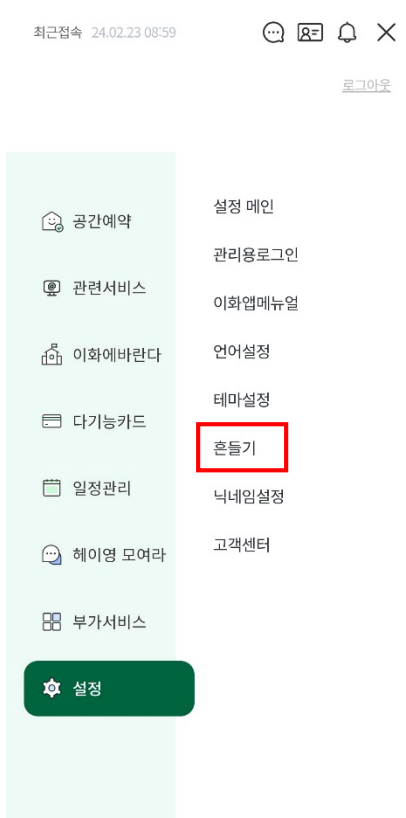 최근접속 24.02.23 08:59
로그아웃
공간예약
관련서비스
이화에바란다
다기능카드
일정관리
헤이영 모여라
부가서비스
설정
설정 메인
관리용로그인
이화앱메뉴얼
언어설정
테마설정
흔들기
닉네임설정
고객센터